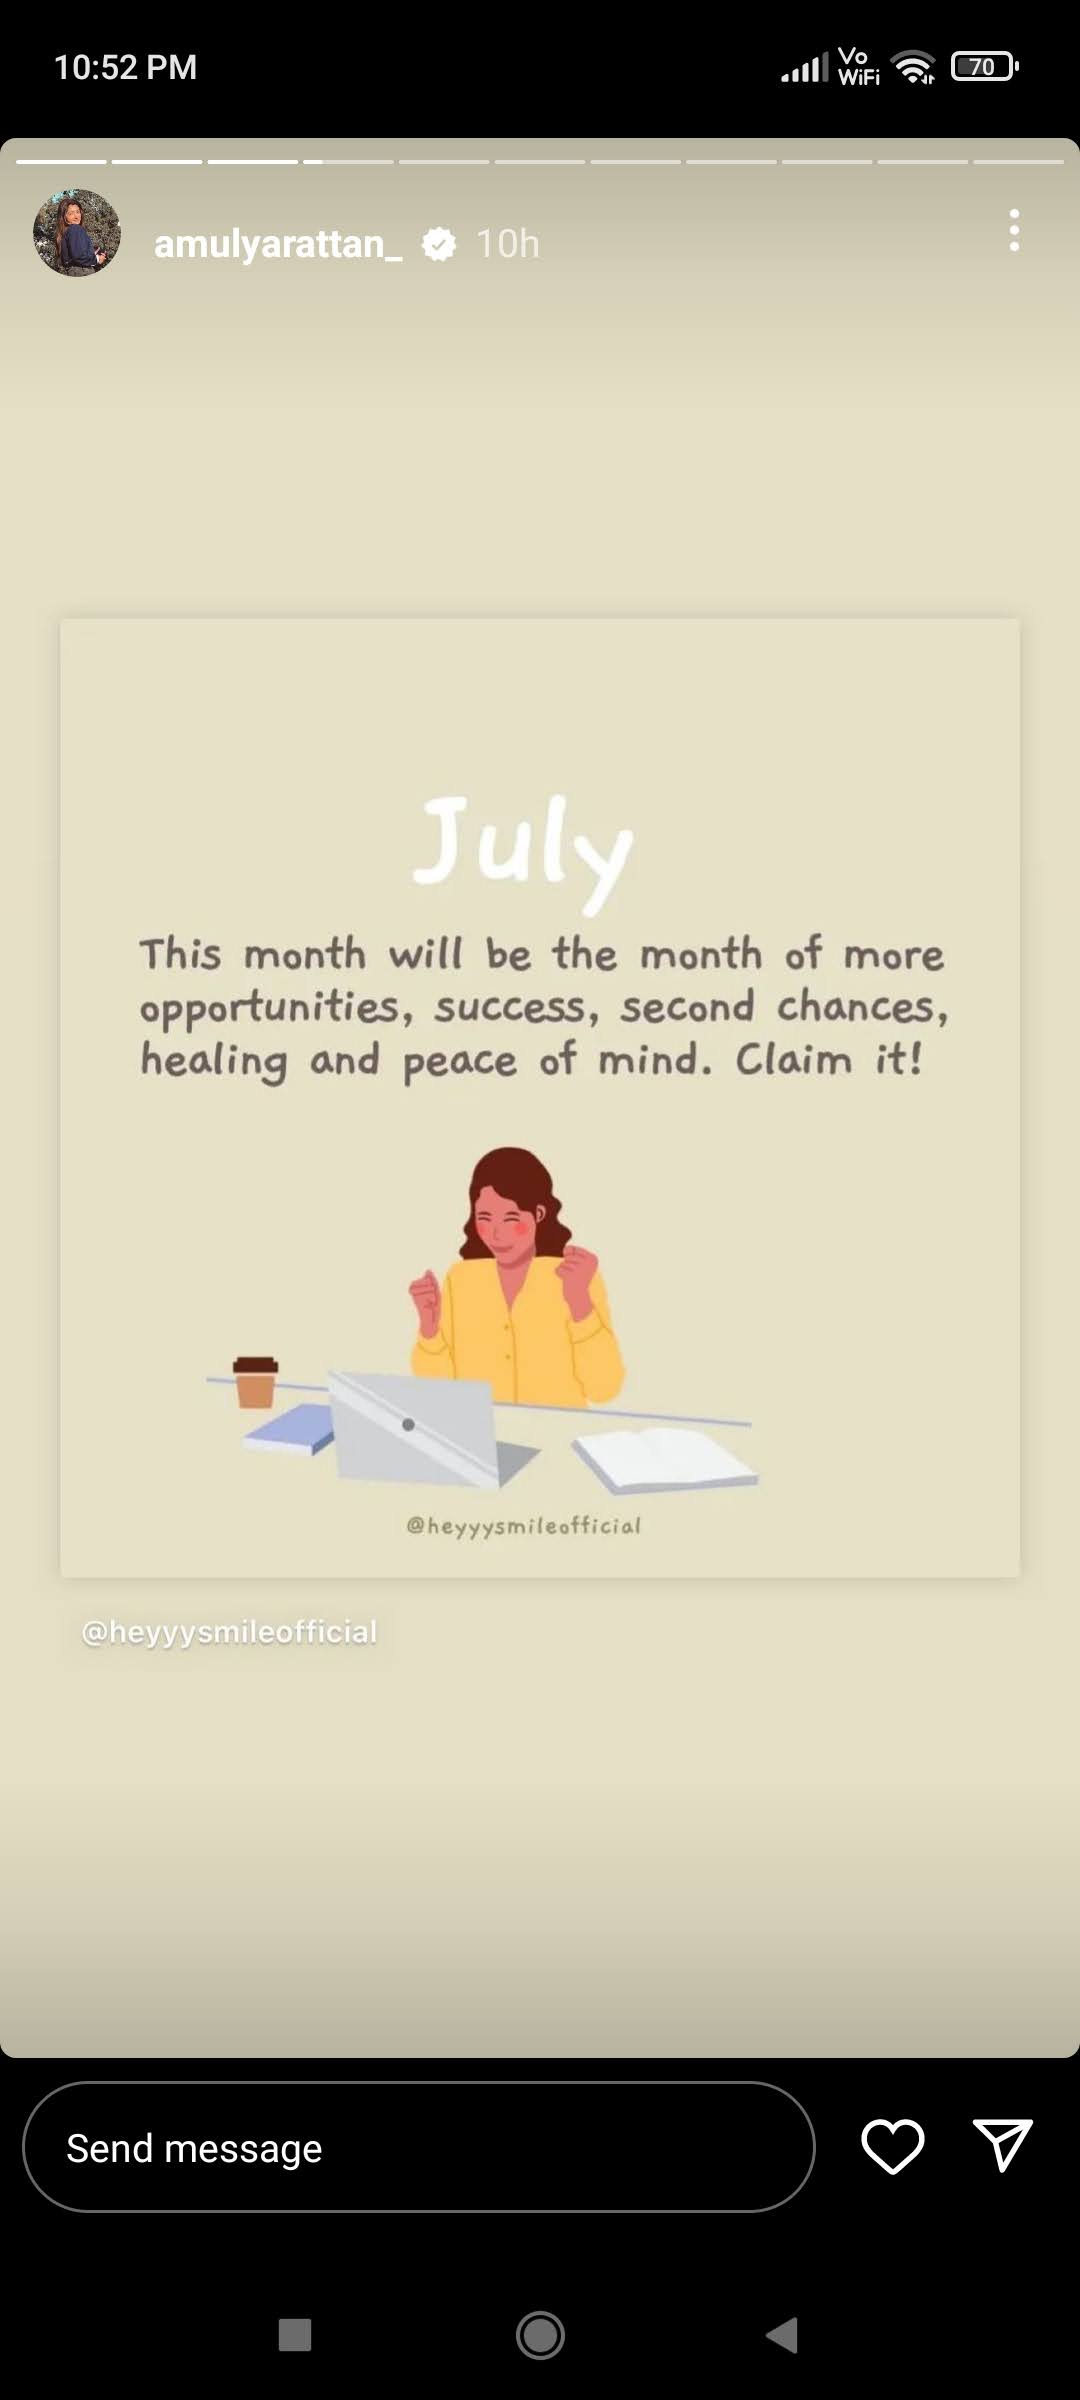 10:52 PM
Vo
WiFi
70
amulyarattan_ 10h
July
This month will be the month of more
opportunities, success, second chances,
healing and peace of mind. Claim it!
@heyyysmileofficial
@heyyysmileofficial
Send message